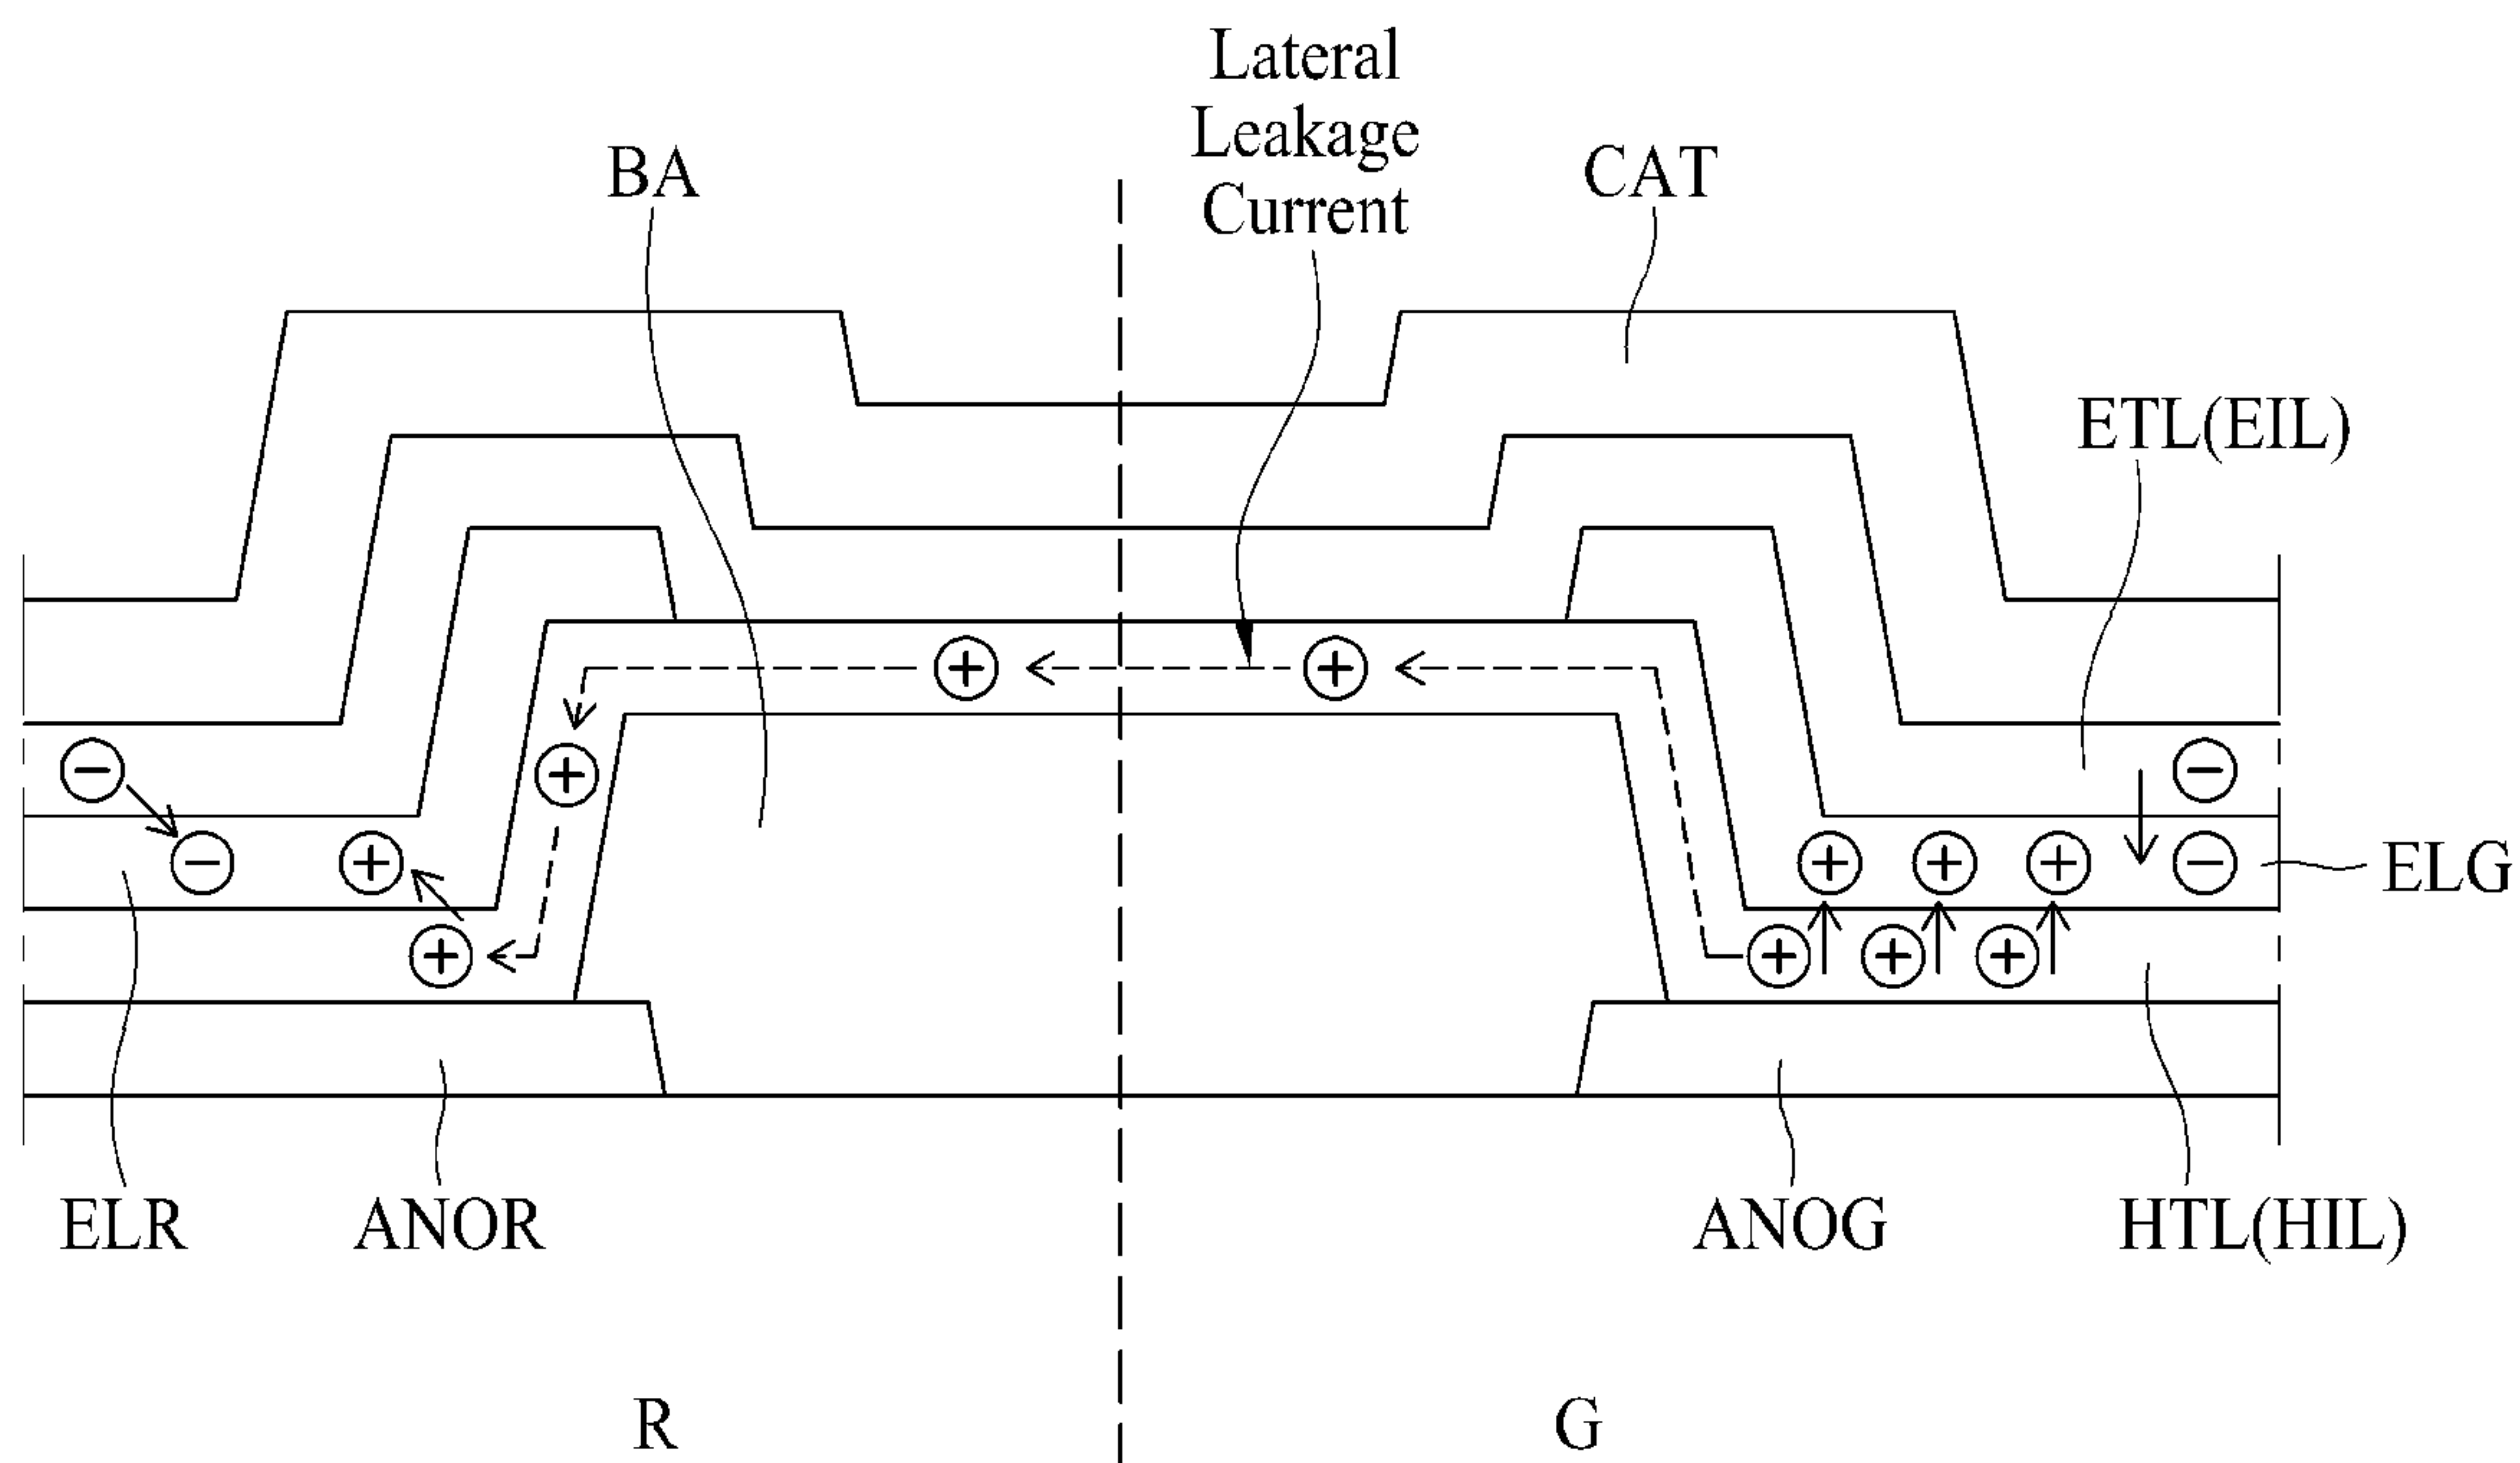 Lateral
Leakage
Current
BA
CAT
ETL(EIL)
ELG
ELR
ANOR
ANOG
HTL(HIL)
R
G